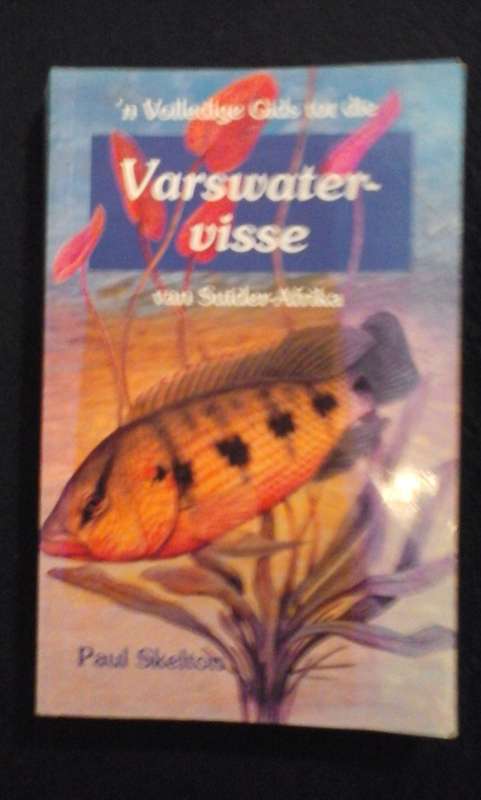 'n Volledige Gids tot die
Varswater-
visse
van Suider-Afrika
Paul Skelton